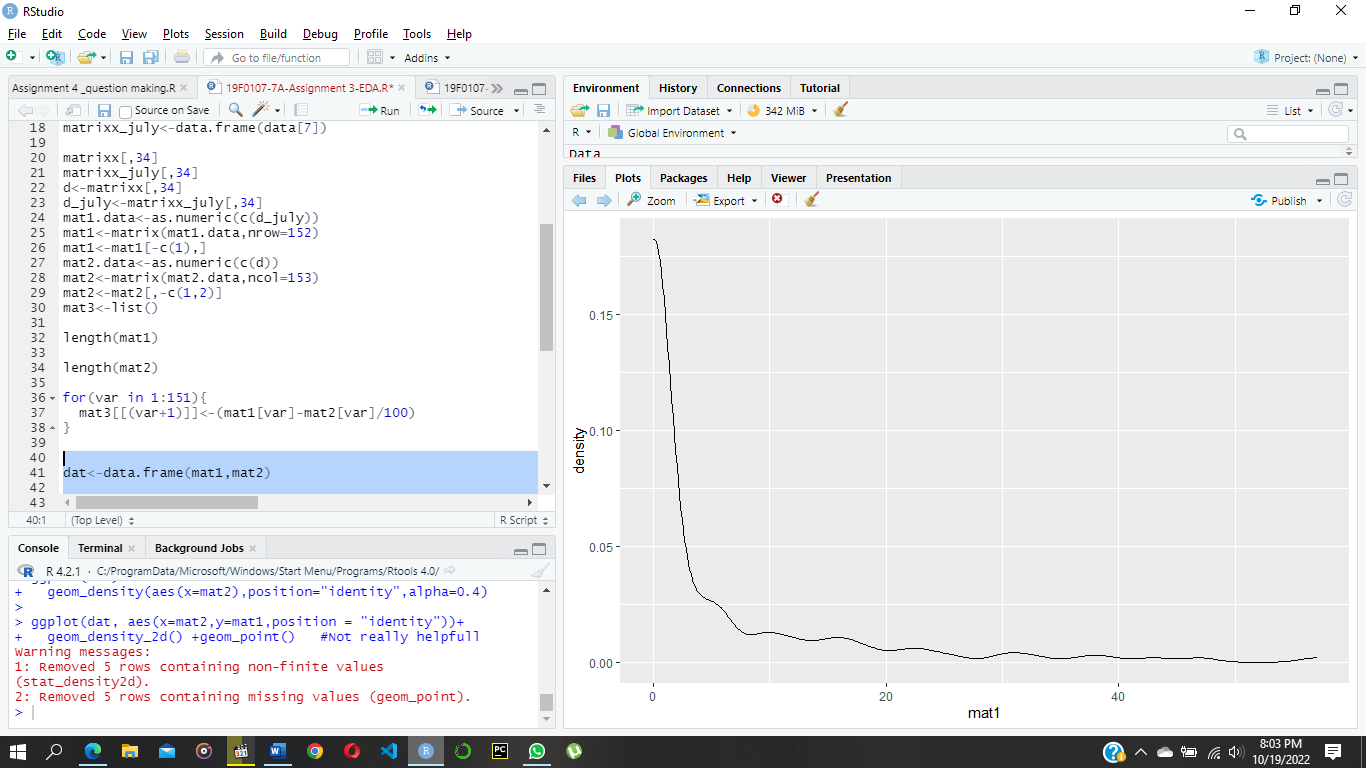 RStudio
File Edit Code View Plots Session Build Debug Profile Tools Help
Go to file/function Addins Project: (None)
Assignment 4 _question making.R 19F0107-7A-Assignment 3-EDA.R* 19F0107-
Source on Save Run Source
18 matrixx_july<-data.frame(data[7])
19
20 matrixx[,34]
21 matrixx_july[,34]
22 d<-matrixx[,34]
23 d_july<-matrixx_july[,34]
24 mat1.data<-as.numeric(c(d_july))
25 mat1<-matrix(mat1.data,nrow=152)
26 mat1<-mat1[-c(1),]
27 mat2.data<-as.numeric(c(d))
28 mat2<-matrix(mat2.data,ncol=153)
29 mat2<-mat2[,-c(1,2)]
30 mat3<-list()
31
32 length(mat1)
33
34 length(mat2)
35
36 for(var in 1:151){
37 mat3[[(var+1)]]<-(mat1[var]-mat2[var]/100)
38 }
39
40
41 dat<-data.frame(mat1,mat2)
42
43
40:1 (Top Level) R Script
Console Terminal Background Jobs
R 4.2.1 · C:/ProgramData/Microsoft/Windows/Start Menu/Programs/Rtools 4.0/
+ geom_density(aes(x=mat2),position="identity",alpha=0.4)
>
> ggplot(dat, aes(x=mat2,y=mat1,position = "identity"))+
+ geom_density_2d() +geom_point() #Not really helpfull
Warning messages:
1: Removed 5 rows containing non-finite values
(stat_density2d).
2: Removed 5 rows containing missing values (geom_point).
>
Environment History Connections Tutorial
Import Dataset 342 MiB List
R Global Environment
Data
Files Plots Packages Help Viewer Presentation
Zoom Export Publish
0.15
0.10
0.05
0.00
density
0 20 40
mat1
8:03 PM
10/19/2022